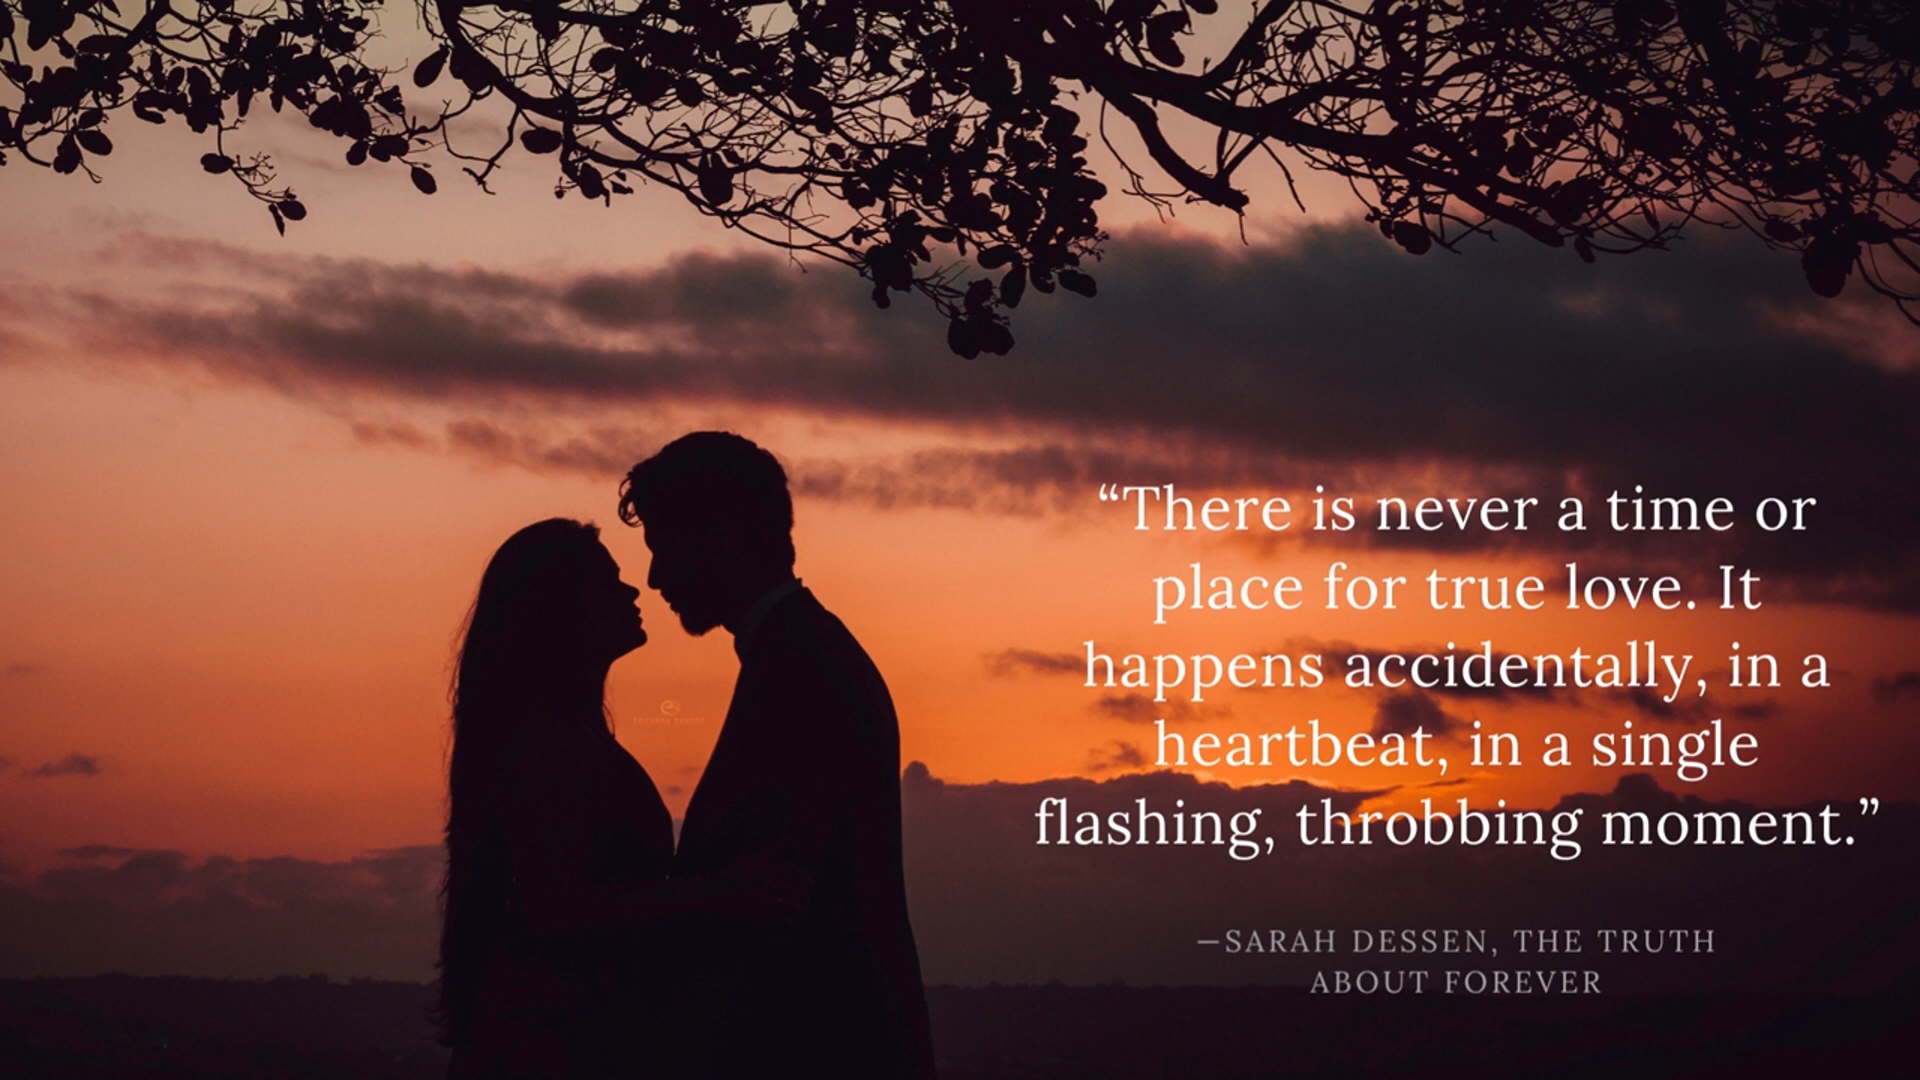 “There is never a time or
place for true love. It
happens accidentally, in a
heartbeat, in a single
flashing, throbbing moment.”
—SARAH DESSEN, THE TRUTH
ABOUT FOREVER